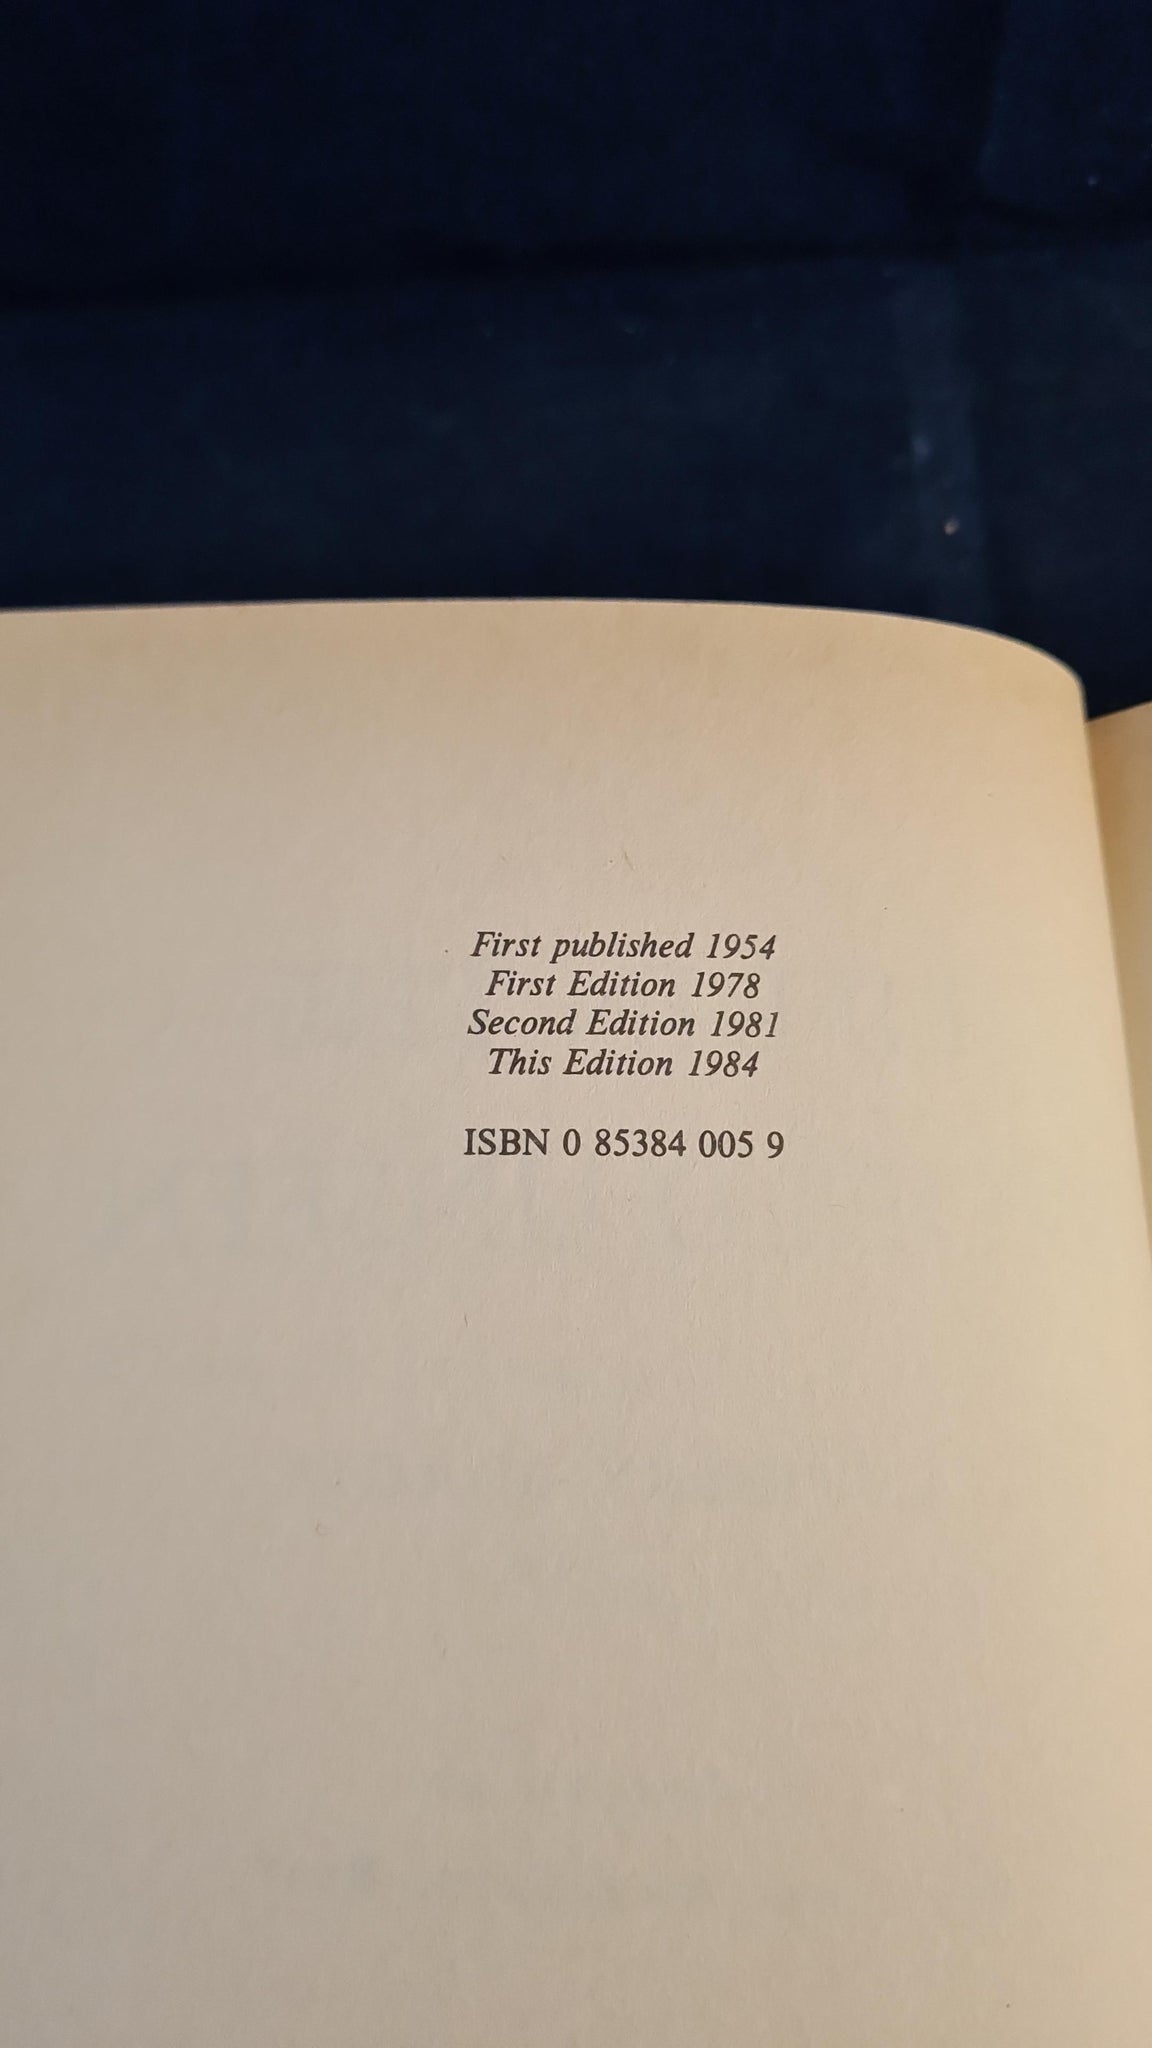 First published 1954
First Edition 1978
Second Edition 1981
This Edition 1984
ISBN 0 85384 005 9